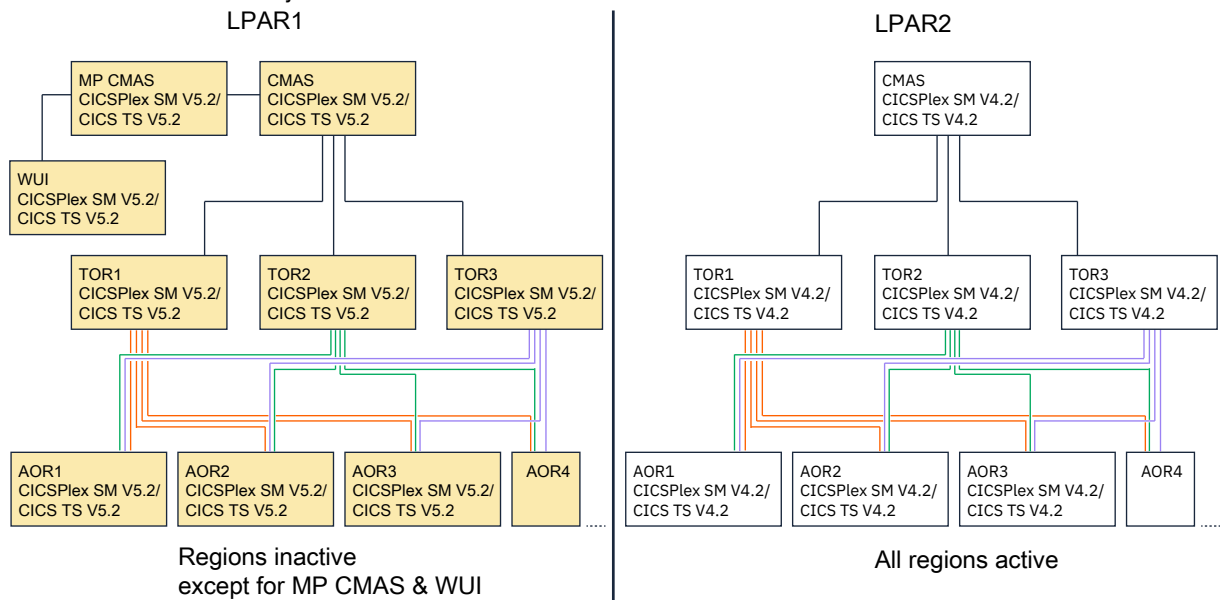 LPAR1
LPAR2
MP CMAS
CICSPlex SM V5.2/
CICS TS V5.2
CMAS
CICSPlex SM V5.2/
CICS TS V5.2
CMAS
CICSPlex SM V4.2/
CICS TS V4.2
WUI
CICSPlex SM V5.2/
CICS TS V5.2
TOR1
CICSPlex SM V5.2/
CICS TS V5.2
TOR2
CICSPlex SM V5.2/
CICS TS V5.2
TOR3
CICSPlex SM V5.2/
CICS TS V5.2
TOR1
CICSPlex SM V4.2/
CICS TS V4.2
TOR2
CICSPlex SM V4.2/
CICS TS V4.2
TOR3
CICSPlex SM V4.2/
CICS TS V4.2
AOR1
CICSPlex SM V5.2/
CICS TS V5.2
AOR2
CICSPlex SM V5.2/
CICS TS V5.2
AOR3
CICSPlex SM V5.2/
CICS TS V5.2
AOR4
AOR1
CICSPlex SM V4.2/
CICS TS V4.2
AOR2
CICSPlex SM V4.2/
CICS TS V4.2
AOR3
CICSPlex SM V4.2/
CICS TS V4.2
AOR4
Regions inactive
except for MP CMAS & WUI
All regions active